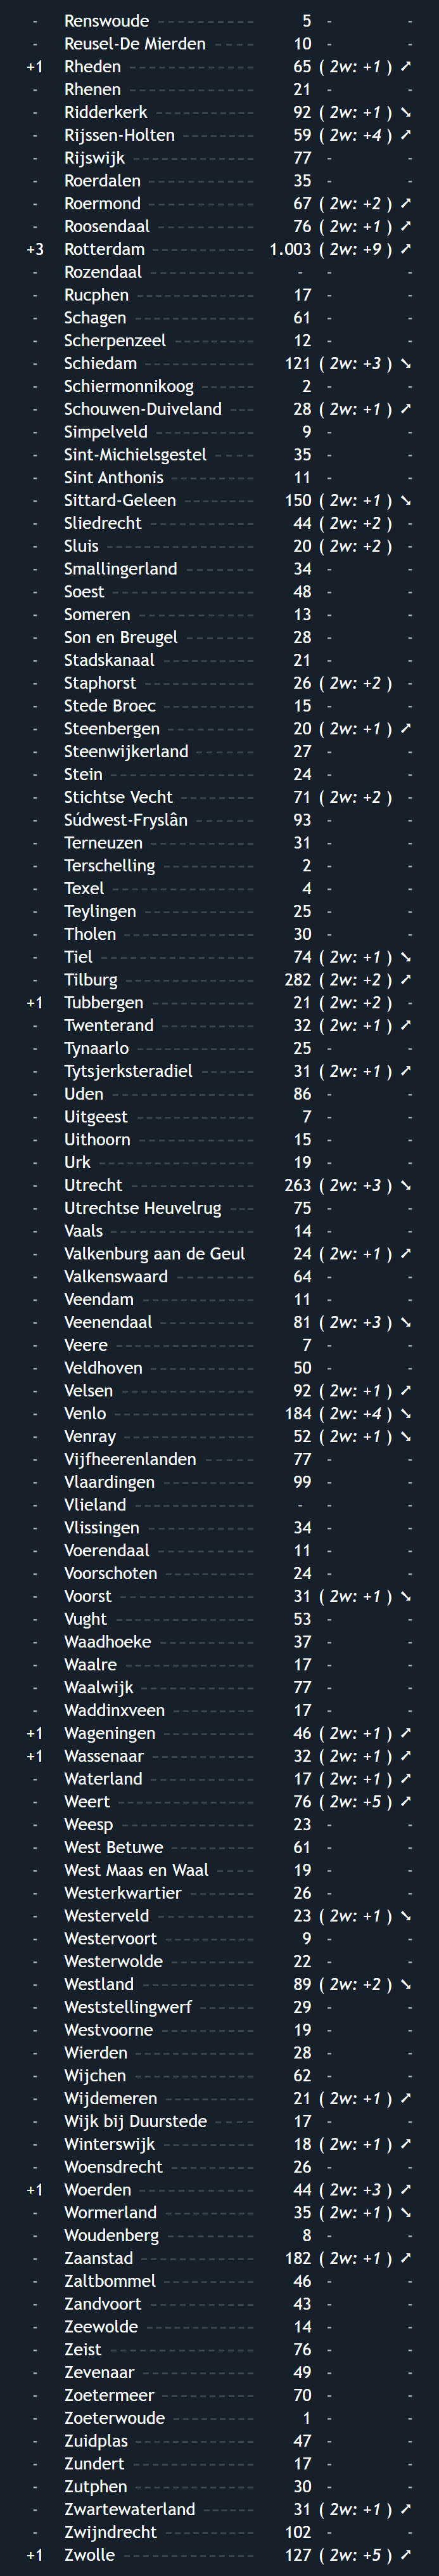 - Renswoude ------------ 5 - -
- Reusel-De Mierden ----- 10 - -
+1 Rheden --------------- 65 ( 2w: +1 ) ➚
- Rhenen --------------- 21 - -
- Ridderkerk ------------ 92 ( 2w: +1 ) ➘
- Rijssen-Holten --------- 59 ( 2w: +4 ) ➚
- Rijswijk -------------- 77 - -
- Roerdalen ------------- 35 - -
- Roermond ------------- 67 ( 2w: +2 ) ➚
- Roosendaal ------------ 76 ( 2w: +1 ) ➚
+3 Rotterdam ------------ 1.003 ( 2w: +9 ) ➚
- Rozendaal ------------- - - -
- Rucphen -------------- 17 - -
- Schagen -------------- 61 - -
- Scherpenzeel ---------- 12 - -
- Schiedam ------------- 121 ( 2w: +3 ) ➘
- Schiermonnikoog ------- 2 - -
- Schouwen-Duiveland --- 28 ( 2w: +1 ) ➚
- Simpelveld ------------ 9 - -
- Sint-Michielsgestel ----- 35 - -
- Sint Anthonis ---------- 11 - -
- Sittard-Geleen --------- 150 ( 2w: +1 ) ➘
- Sliedrecht ------------- 44 ( 2w: +2 ) -
- Sluis ----------------- 20 ( 2w: +2 ) -
- Smallingerland --------- 34 - -
- Soest ----------------- 48 - -
- Someren -------------- 13 - -
- Son en Breugel --------- 28 - -
- Stadskanaal ----------- 21 - -
- Staphorst ------------- 26 ( 2w: +2 ) -
- Stede Broec ----------- 15 - -
- Steenbergen ----------- 20 ( 2w: +1 ) ➚
- Steenwijkerland -------- 27 - -
- Stein ----------------- 24 - -
- Stichtse Vecht --------- 71 ( 2w: +2 ) -
- Súdwest-Fryslân -------- 93 - -
- Terneuzen ------------- 31 - -
- Terschelling ----------- 2 - -
- Texel ----------------- 4 - -
- Teylingen ------------- 25 - -
- Tholen ---------------- 30 - -
- Tiel ------------------ 74 ( 2w: +1 ) ➘
- Tilburg --------------- 282 ( 2w: +2 ) ➚
+1 Tubbergen ------------ 21 ( 2w: +2 ) -
- Twenterand ----------- 32 ( 2w: +1 ) ➚
- Tynaarlo -------------- 25 - -
- Tytsjerksteradiel ------ 31 ( 2w: +1 ) ➚
- Uden ----------------- 86 - -
- Uitgeest -------------- 7 - -
- Uithoorn -------------- 15 - -
- Urk ------------------ 19 - -
- Utrecht --------------- 263 ( 2w: +3 ) ➘
- Utrechtse Heuvelrug --- 75 - -
- Vaals ----------------- 14 - -
- Valkenburg aan de Geul 24 ( 2w: +1 ) ➚
- Valkenswaard ---------- 64 - -
- Veendam -------------- 11 - -
- Veenendaal ------------ 81 ( 2w: +3 ) ➘
- Veere ----------------- 7 - -
- Veldhoven ------------- 50 - -
- Velsen ---------------- 92 ( 2w: +1 ) ➚
- Venlo ----------------- 184 ( 2w: +4 ) ➘
- Venray ---------------- 52 ( 2w: +1 ) ➘
- Vijfheerenlanden ------ 77 - -
- Vlaardingen ----------- 99 - -
- Vlieland -------------- - - -
- Vlissingen ------------ 34 - -
- Voerendaal ------------ 11 - -
- Voorschoten ----------- 24 - -
- Voorst ---------------- 31 ( 2w: +1 ) ➘
- Vught ---------------- 53 - -
- Waadhoeke ------------ 37 - -
- Waalre --------------- 17 - -
- Waalwijk -------------- 77 - -
- Waddinxveen ---------- 17 - -
+1 Wageningen ----------- 46 ( 2w: +1 ) ➚
+1 Wassenaar ------------ 32 ( 2w: +1 ) ➚
- Waterland ------------ 17 ( 2w: +1 ) ➚
- Weert ---------------- 76 ( 2w: +5 ) ➚
- Weesp ---------------- 23 - -
- West Betuwe ---------- 61 - -
- West Maas en Waal ---- 19 - -
- Westerkwartier -------- 26 - -
- Westerveld ------------ 23 ( 2w: +1 ) ➘
- Westervoort ----------- 9 - -
- Westerwolde ---------- 22 - -
- Westland ------------- 89 ( 2w: +2 ) ➘
- Weststellingwerf ------ 29 - -
- Westvoorne ----------- 19 - -
- Wierden -------------- 28 - -
- Wijchen -------------- 62 - -
- Wijdemeren ---------- 21 ( 2w: +1 ) ➚
- Wijk bij Duurstede ----- 17 - -
- Winterswijk ----------- 18 ( 2w: +1 ) ➚
- Woensdrecht ---------- 26 - -
+1 Woerden ------------- 44 ( 2w: +3 ) ➚
- Wormerland ----------- 35 ( 2w: +1 ) ➘
- Woudenberg ---------- 8 - -
- Zaanstad ------------- 182 ( 2w: +1 ) ➚
- Zaltbommel ----------- 46 - -
- Zandvoort ------------ 43 - -
- Zeewolde ------------- 14 - -
- Zeist ----------------- 76 - -
- Zevenaar ------------- 49 - -
- Zoetermeer ----------- 70 - -
- Zoeterwoude ---------- 1 - -
- Zuidplas -------------- 47 - -
- Zundert -------------- 17 - -
- Zutphen -------------- 30 - -
- Zwartewaterland ------ 31 ( 2w: +1 ) ➚
- Zwijndrecht ----------- 102 - -
+1 Zwolle --------------- 127 ( 2w: +5 ) ➚